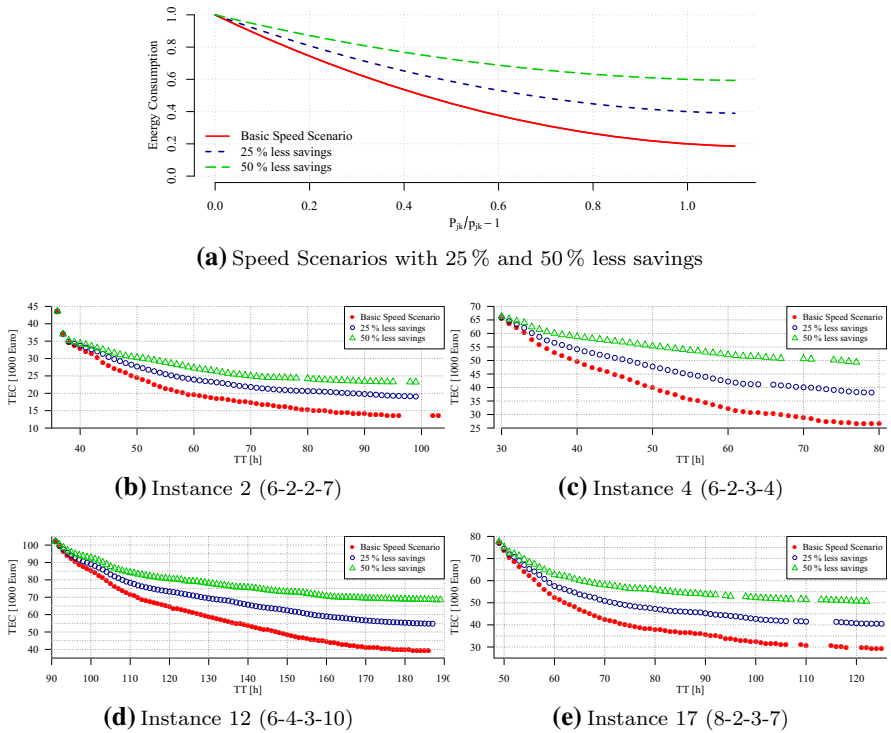 1.0
0.8
0.6
0.4
0.2
0.0
Energy Consumption
Basic Speed Scenario
25 % less savings
50 % less savings
0.0 0.2 0.4 0.6 0.8 1.0
Pjk/pjk − 1
(a) Speed Scenarios with 25 % and 50 % less savings
45
40
35
30
25
20
15
10
TEC [1000 Euro]
Basic Speed Scenario
25 % less savings
50 % less savings
40 50 60 70 80 90 100
TT [h]
(b) Instance 2 (6-2-2-7)
70
65
60
55
50
45
40
35
30
25
TEC [1000 Euro]
Basic Speed Scenario
25 % less savings
50 % less savings
30 40 50 60 70 80
TT [h]
(c) Instance 4 (6-2-3-4)
100
90
80
70
60
50
40
TEC [1000 Euro]
Basic Speed Scenario
25 % less savings
50 % less savings
90 100 110 120 130 140 150 160 170 180 190
TT [h]
(d) Instance 12 (6-4-3-10)
80
70
60
50
40
30
TEC [1000 Euro]
Basic Speed Scenario
25 % less savings
50 % less savings
50 60 70 80 90 100 110 120
TT [h]
(e) Instance 17 (8-2-3-7)